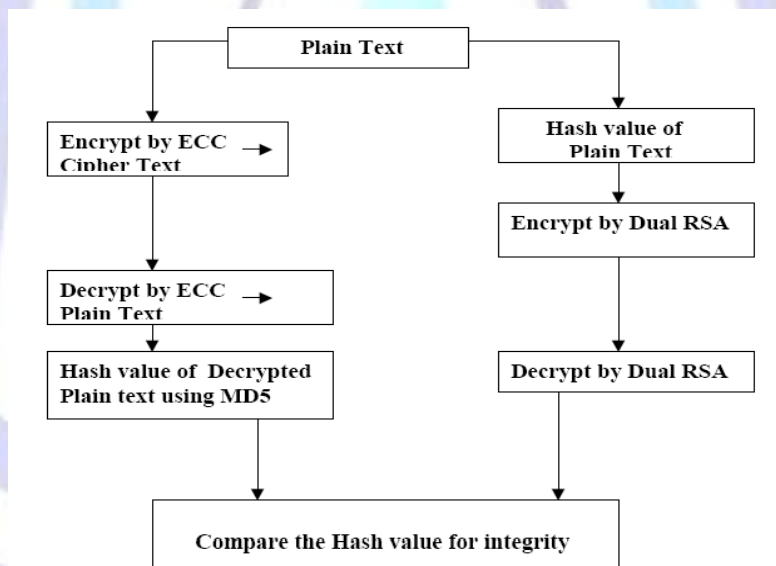 Plain Text
Encrypt by ECC
Cipher Text
Hash value of
Plain Text
Encrypt by Dual RSA
Decrypt by ECC
Plain Text
Hash value of Decrypted
Plain text using MD5
Decrypt by Dual RSA
Compare the Hash value for integrity